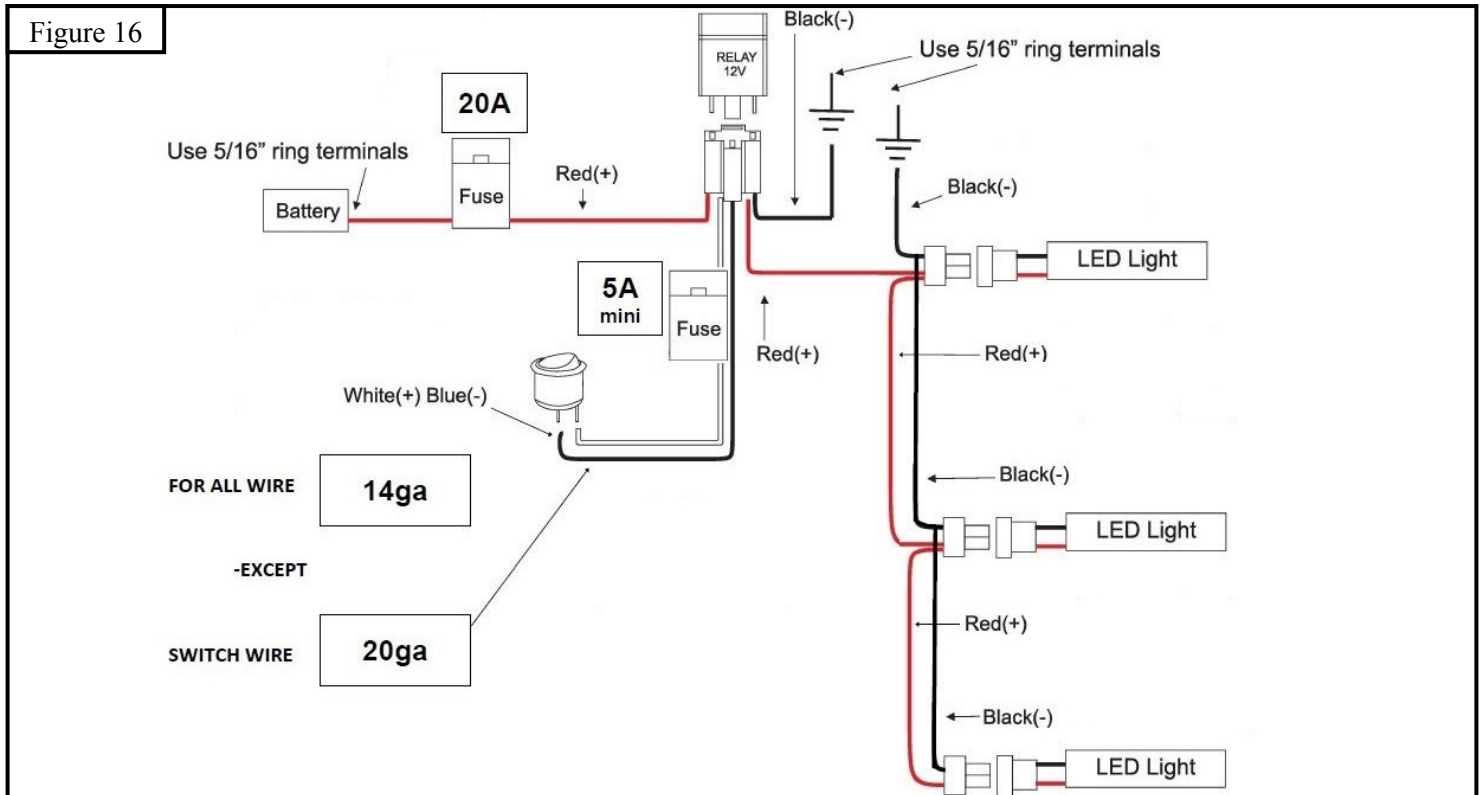 Figure 16
Black(-)
Use 5/16” ring terminals
RELAY
12V
20A
Use 5/16” ring terminals
Fuse
Red(+)
Battery
Black(-)
LED Light
5A
mini
Fuse
Red(+)
Red(+)
White(+) Blue(-)
FOR ALL WIRE
14ga
Black(-)
LED Light
-EXCEPT
Red(+)
SWITCH WIRE
20ga
Black(-)
LED Light